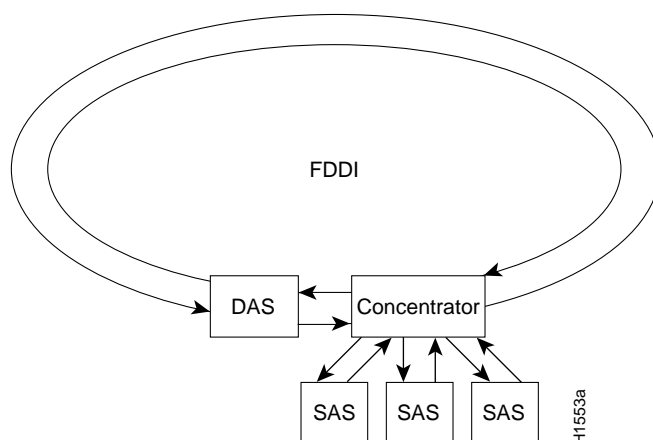 FDDI
DAS
Concentrator
SAS
SAS
SAS
H1553a